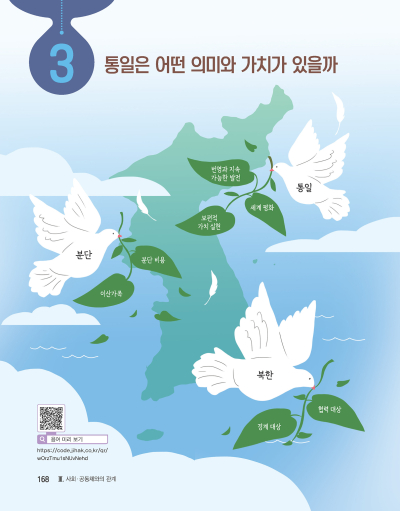 3
통일은 어떤 의미와 가치가 있을까
번영과 지속
가능한 발전
통일
보편적
가치 실현
세계 평화
분단
분단 비용
이산가족
북한
협력 대상
경계 대상
용어 미리 보기
https://code.jihak.co.kr/qr/
168
Ⅲ. 사회·공동체와의 관계